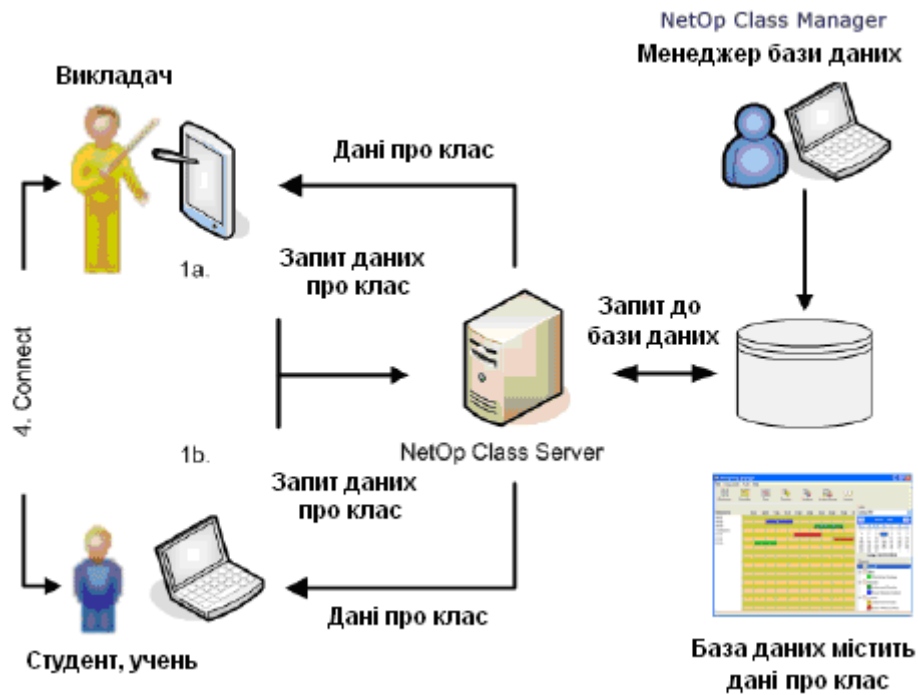 NetOp Class Manager
Менеджер бази даних
Викладач
Дані про клас
1a.
Запит даних
про клас
Запит до
бази даних
4. Connect
NetOp Class Server
1b.
Запит даних
про клас
Дані про клас
Студент, учень
База даних містить
дані про клас